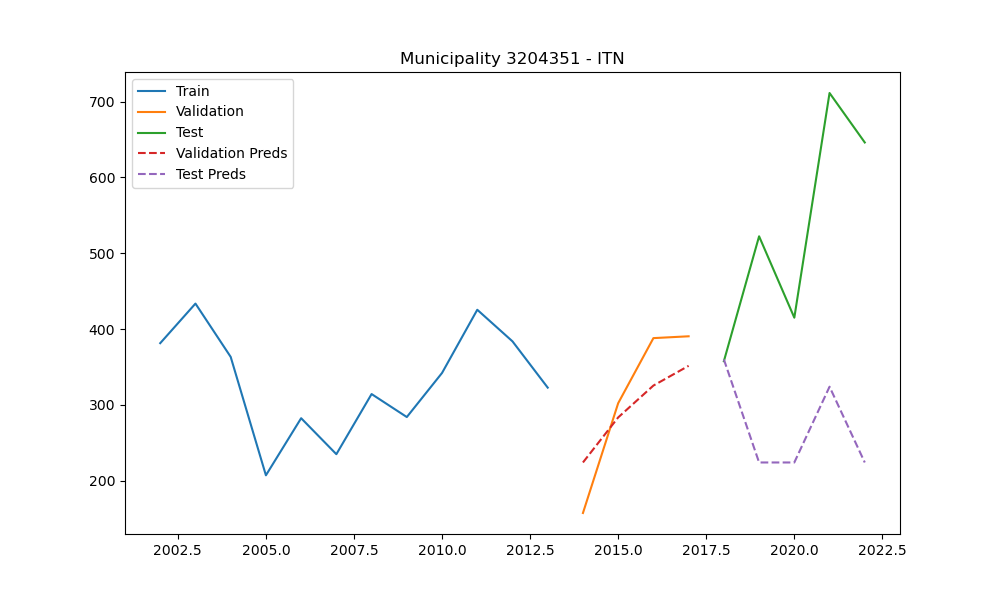 Municipality 3204351 - ITN
Train
Validation
Test
Validation Preds
Test Preds
700
600
500
400
300
200
2002.5 2005.0 2007.5 2010.0 2012.5 2015.0 2017.5 2020.0 2022.5